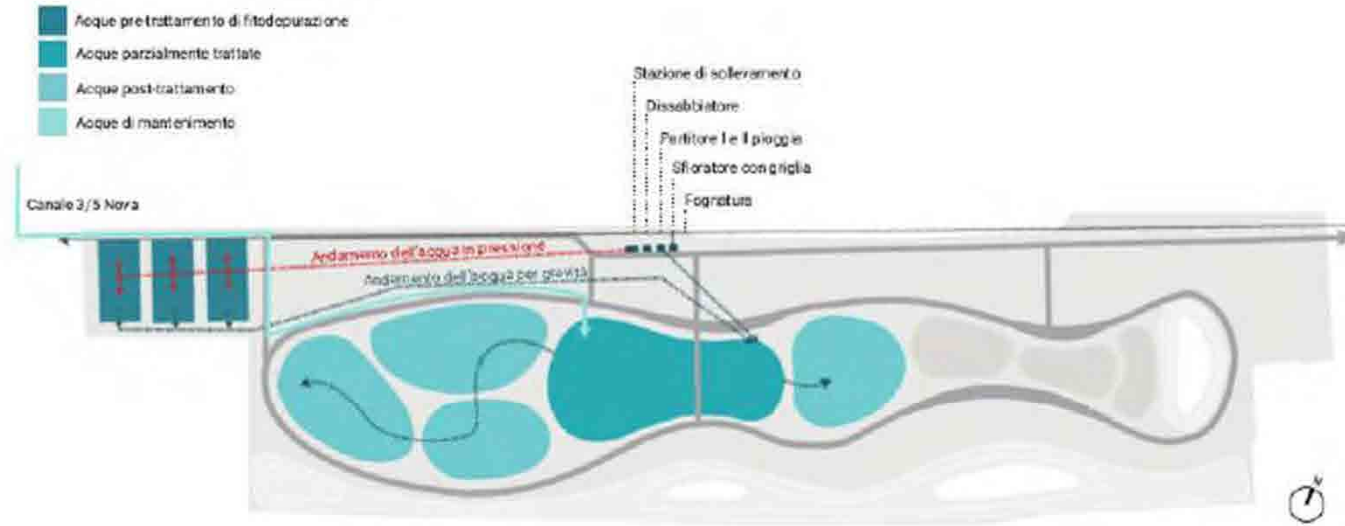 Acque pre trattamento di fitodepurazione
Acque parzialmente trattate
Acque post-trattamento
Acque di mantenimento
Stazione di sollevamento
Dissabbiatore
Partitore I e II pioggia
Sfioratore con griglia
Fognatura
Canale 3/5 Nova
Andamento dell'acqua in pressione
Andamento dell'acqua per gravità
N